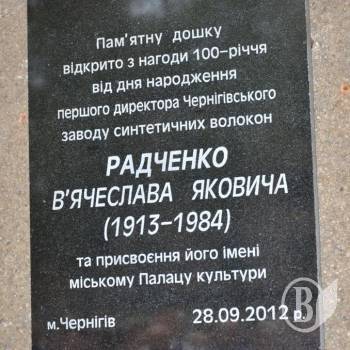 Пам'ятну дошку
відкрито з нагоди 100-річчя
від дня народження
першого директора Чернігівського
заводу синтетичних волокон
РАДЧЕНКО
В'ЯЧЕСЛАВА ЯКОВИЧА
(1913-1984)
та присвоєння його імені
міському Палацу культури
м.Чернігів 28.09.2012 р.
В